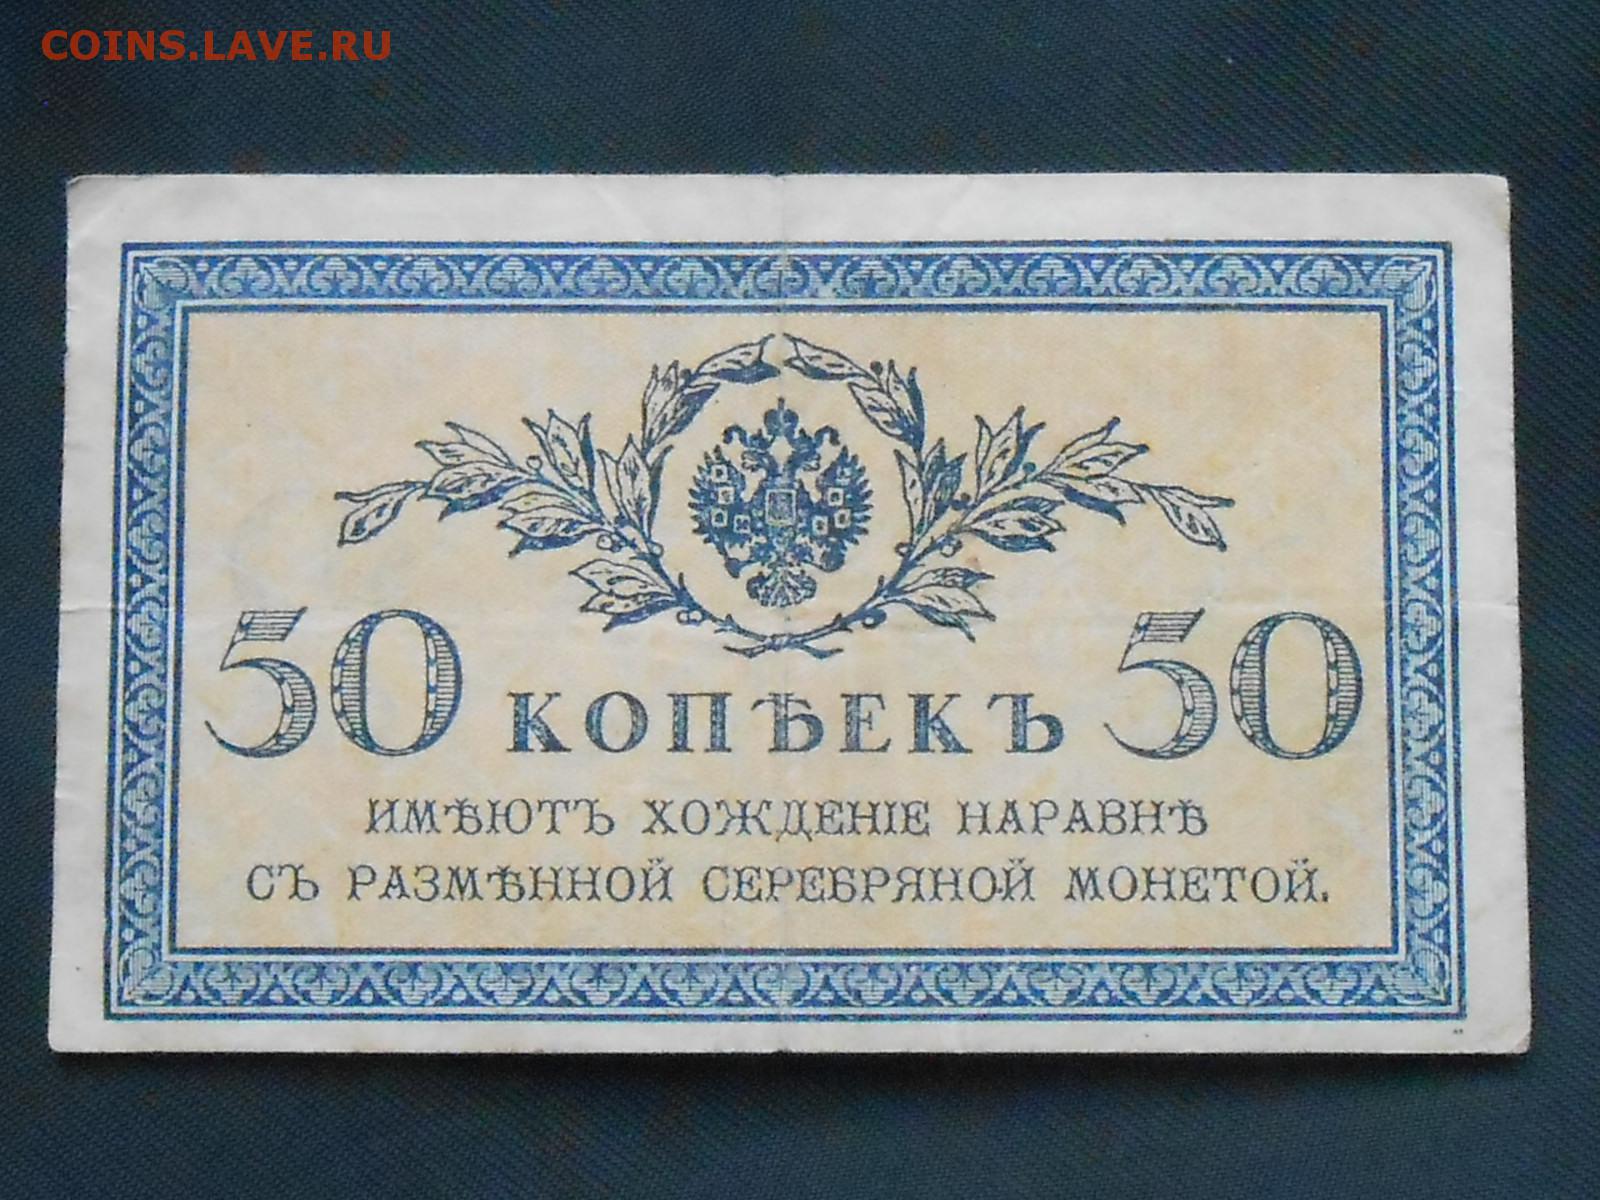 COINS.LAVE.RU
50 КОПѢЕКЪ 50
ИМѢЮТЪ ХОЖДЕНІЕ НАРАВНѢ
СЪ РАЗМѢННОЙ СЕРЕБРЯНОЙ МОНЕТОЙ.